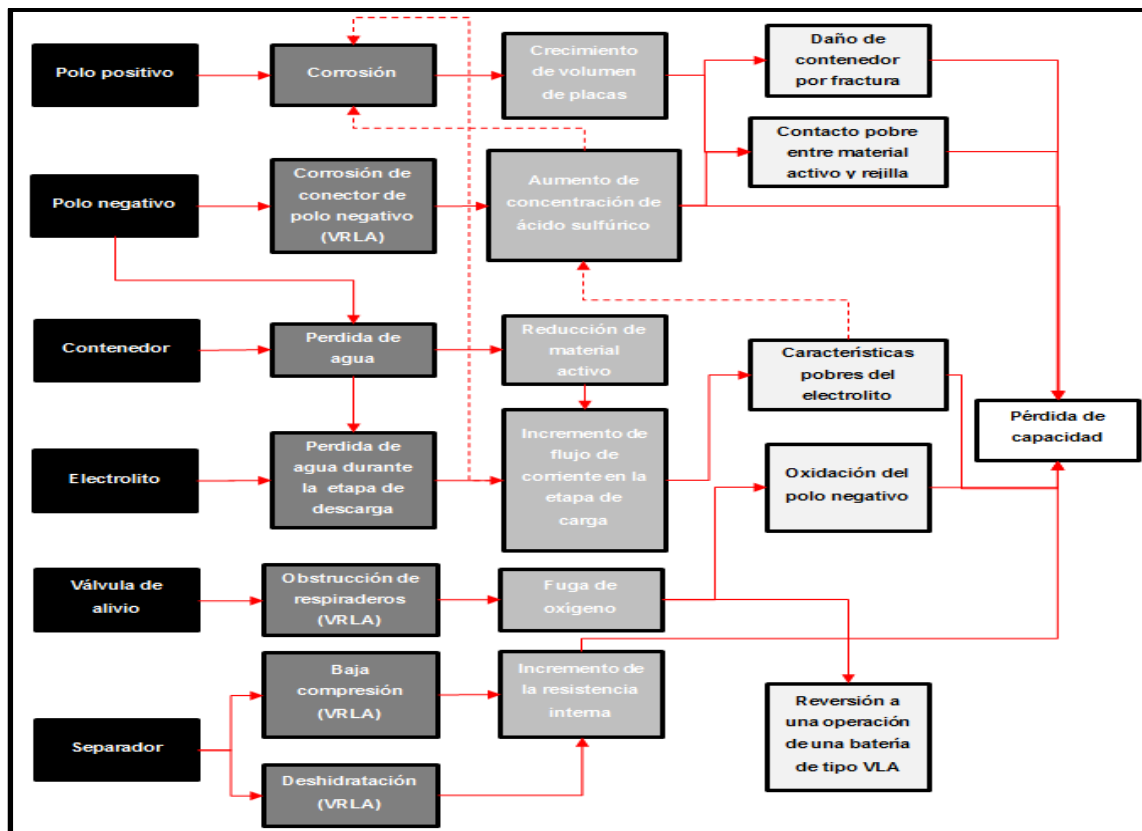 Polo positivo
Corrosión
Crecimiento
de volumen
de placas
Daño de
contenedor
por fractura
Contacto pobre
entre material
activo y rejilla
Polo negativo
Corrosión de
conector de
polo negativo
(VRLA)
Aumento de
concentración de
ácido sulfúrico
Contenedor
Perdida de
agua
Reducción de
material
activo
Características
pobres del
electrolito
Pérdida de
capacidad
Electrolito
Perdida de
agua durante
la etapa de
descarga
Incremento de
flujo de
corriente en la
etapa de
carga
Oxidación del
polo negativo
Válvula de
alivio
Obstrucción de
respiraderos
(VRLA)
Fuga de
oxígeno
Separador
Baja
compresión
(VRLA)
Incremento de
la resistencia
interna
Reversión a
una operación
de una batería
de tipo VLA
Deshidratación
(VRLA)